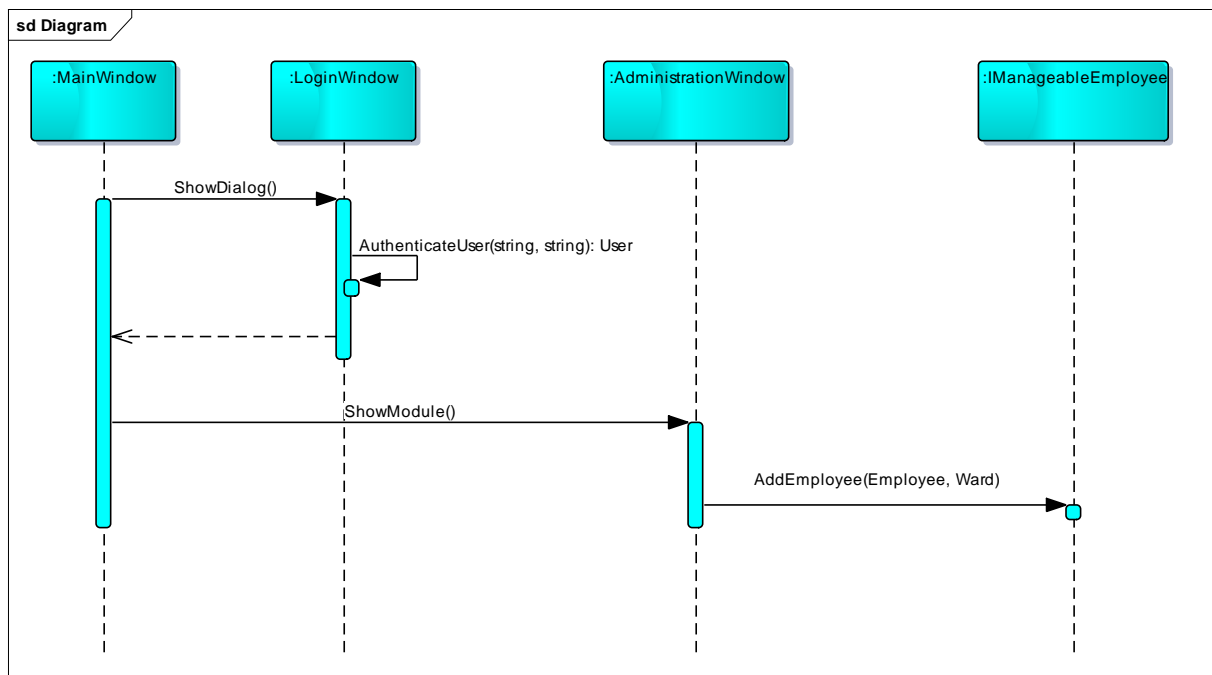 sd Diagram
:MainWindow
:LoginWindow
:AdministrationWindow
:IManageableEmployee
ShowDialog()
AuthenticateUser(string, string): User
ShowModule()
AddEmployee(Employee, Ward)